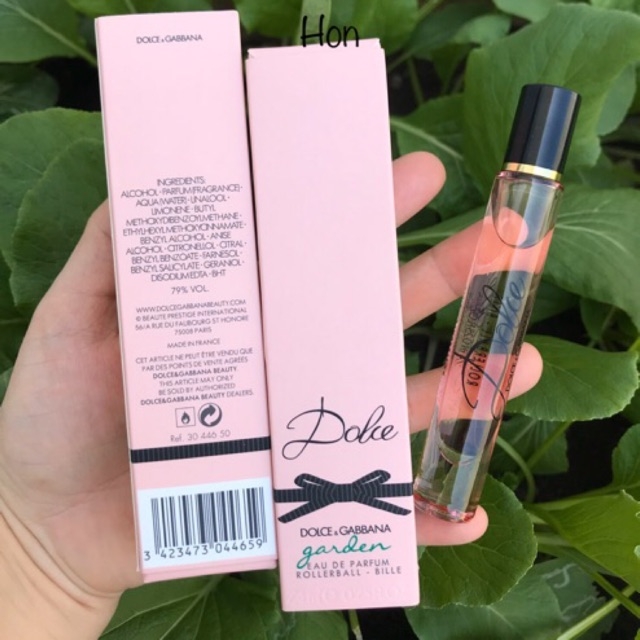 Hon
DOLCE & GABBANA
INGREDIENTS:
ALCOHOL • PARFUM (FRAGRANCE) •
AQUA (WATER) • LINALOOL •
LIMONENE • BUTYL
METHOXYDIBENZOYLMETHANE •
ETHYLHEXYL METHOXYCINNAMATE •
BENZYL ALCOHOL • ANISE
ALCOHOL • CITRONELLOL • CITRAL •
BENZYL BENZOATE • FARNESOL •
BENZYL SALICYLATE • GERANIOL •
DISODIUM EDTA • BHT
79% VOL.
WWW.DOLCEGABBANABEAUTY.COM
© BEAUTE PRESTIGE INTERNATIONAL
56/A RUE DU FAUBOURG ST HONORE
75008 PARIS
MADE IN FRANCE
CET ARTICLE NE PEUT ÊTRE VENDU QUE
PAR DES POINTS DE VENTE AGRÉÉS
DOLCE&GABBANA BEAUTY
THIS ARTICLE MAY ONLY
BE SOLD BY AUTHORIZED
DOLCE&GABBANA BEAUTY DEALERS.
Ref. 30 446 50
3 423473 044659
Dolce
DOLCE & GABBANA
garden
EAU DE PARFUM
ROLLERBALL - BILLE
Dolce